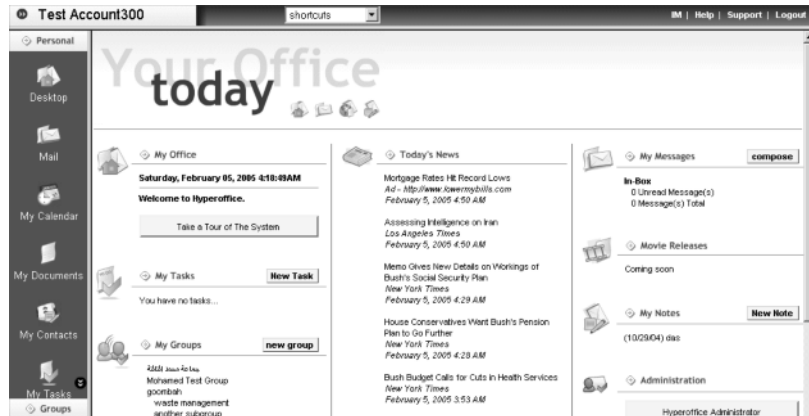 Test Account300
shortcuts
IM | Help | Support | Logout
Personal
Desktop
Mail
My Calendar
My Documents
My Contacts
My Tasks
Groups
Your Office
today
My Office
Saturday, February 05, 2005 4:18:49AM
Welcome to Hyperoffice.
Take a Tour of The System
My Tasks
New Task
You have no tasks...
My Groups
new group
Mohamed Test Group
goombah
waste management
another subgroup
Today's News
Mortgage Rates Hit Record Lows
Ad - http://www.lowermybills.com
February 5, 2005 4:50 AM
Assessing Intelligence on Iran
Los Angeles Times
February 5, 2005 4:50 AM
Memo Gives New Details on Workings of
Bush's Social Security Plan
New York Times
February 5, 2005 4:29 AM
House Conservatives Want Bush's Pension
Plan to Go Further
New York Times
February 5, 2005 4:28 AM
Bush Budget Calls for Cuts in Health Services
New York Times
February 5, 2005 3:53 AM
My Messages
compose
In-Box
0 Unread Message(s)
0 Message(s) Total
Movie Releases
Coming soon
My Notes
New Note
(10/29/04) das
Administration
Hyperoffice Administrator